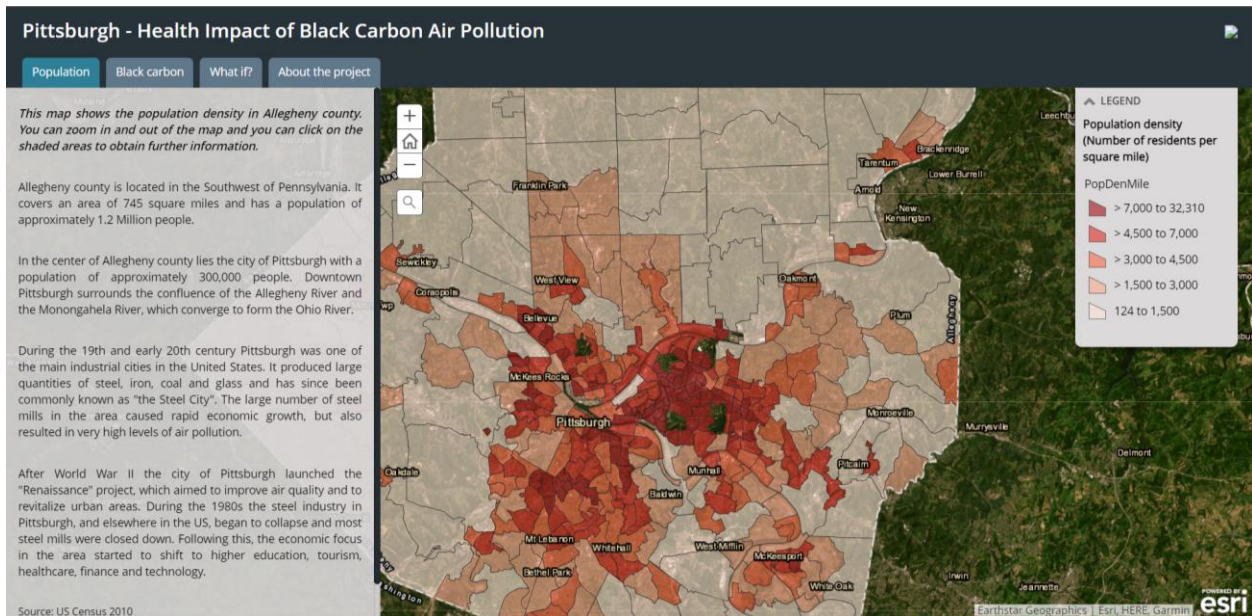 Pittsburgh - Health Impact of Black Carbon Air Pollution
Population
Black carbon
What if?
About the project
This map shows the population density in Allegheny county.
You can zoom in and out of the map and you can click on the
shaded areas to obtain further information.
Allegheny county is located in the Southwest of Pennsylvania. It
covers an area of 745 square miles and has a population of
approximately 1.2 Million people.
In the center of Allegheny county lies the city of Pittsburgh with a
population of approximately 300,000 people. Downtown
Pittsburgh surrounds the confluence of the Allegheny River and
the Monongahela River, which converge to form the Ohio River.
During the 19th and early 20th century Pittsburgh was one of
the main industrial cities in the United States. It produced large
quantities of steel, iron, coal and glass and has since been
commonly known as "the Steel City". The large number of steel
mills in the area caused rapid economic growth, but also
resulted in very high levels of air pollution.
After World War II the city of Pittsburgh launched the
"Renaissance" project, which aimed to improve air quality and to
revitalize urban areas. During the 1980s the steel industry in
Pittsburgh, and elsewhere in the US, began to collapse and most
steel mills were closed down. Following this, the economic focus
in the area started to shift to higher education, tourism,
healthcare, finance and technology.
Source: US Census 2010
+
−
LEGEND
Population density
(Number of residents per
square mile)
PopDenMile
> 7,000 to 32,310
> 4,500 to 7,000
> 3,000 to 4,500
> 1,500 to 3,000
124 to 1,500
Leechbu
Brackenridge
Tarentum
Lower Burrell
Arnold
New
Kensington
Franklin Park
Sewickley
West View
Oakmont
Coraopolis
wp
Bellevue
Plum
Allegheny
McKees Rocks
Pittsburgh
Monroeville
Murrysville
Delmont
Oakdale
Munhall
Pitcairn
Baldwin
Mt Lebanon
Whitehall
West Mifflin
McKeesport
Bethel Park
White Oak
Irwin
Jeannette
shington
Earthstar Geographics | Esri, HERE, Garmin
POWERED BY
esri